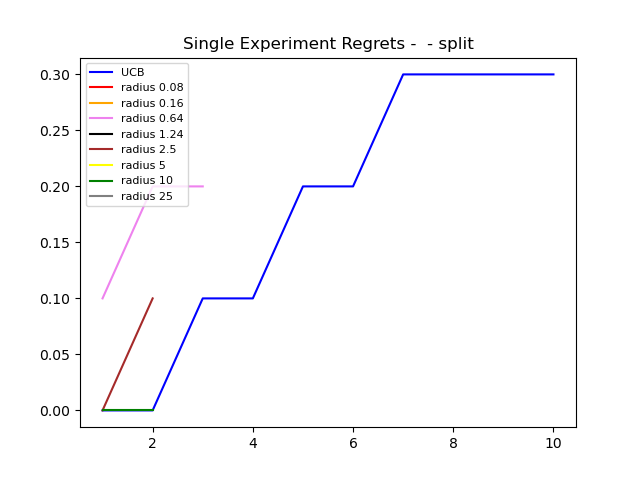 Single Experiment Regrets -  - split
0.30
0.25
0.20
0.15
0.10
0.05
0.00
UCB
radius 0.08
radius 0.16
radius 0.64
radius 1.24
radius 2.5
radius 5
radius 10
radius 25
2 4 6 8 10